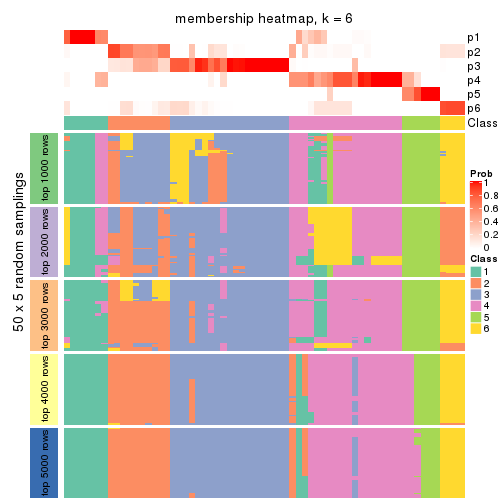 membership heatmap, k = 6
p1
p2
p3
p4
p5
p6
Class
50 x 5 random samplings
top 1000 rows
top 2000 rows
top 3000 rows
top 4000 rows
top 5000 rows
Prob
1
0.8
0.6
0.4
0.2
0
Class
1
2
3
4
5
6